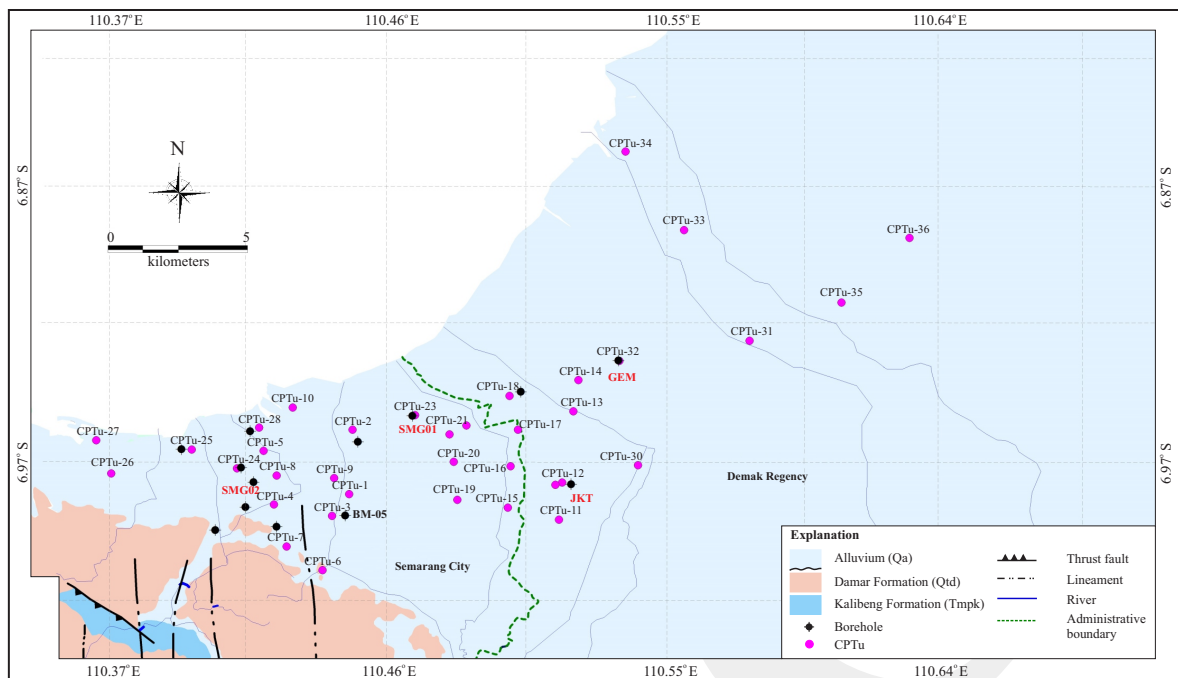 110.37° E 110.46° E 110.55° E 110.64° E
N
0 5
kilometers
6.87° S
6.87° S
6.97° S
6.97° S
CPTu-34
CPTu-33
CPTu-36
CPTu-35
CPTu-31
CPTu-32
GEM
CPTu-14
CPTu-18
CPTu-13
CPTu-10
CPTu-23
SMG01
CPTu-21
CPTu-17
CPTu-2
CPTu-28
CPTu-27
CPTu-25
CPTu-5
CPTu-26
CPTu-24
CPTu-8
CPTu-9
CPTu-20
CPTu-16
CPTu-12
CPTu-30
SMG02
CPTu-4
CPTu-1
CPTu-19
CPTu-15
JKT
CPTu-3
BM-05
CPTu-11
CPTu-7
CPTu-6
Semarang City
Demak Regency
Explanation
Alluvium (Qa)
Damar Formation (Qtd)
Kalibeng Formation (Tmpk)
Borehole
CPTu
Thrust fault
Lineament
River
Administrative
boundary
110.37° E 110.46° E 110.55° E 110.64° E